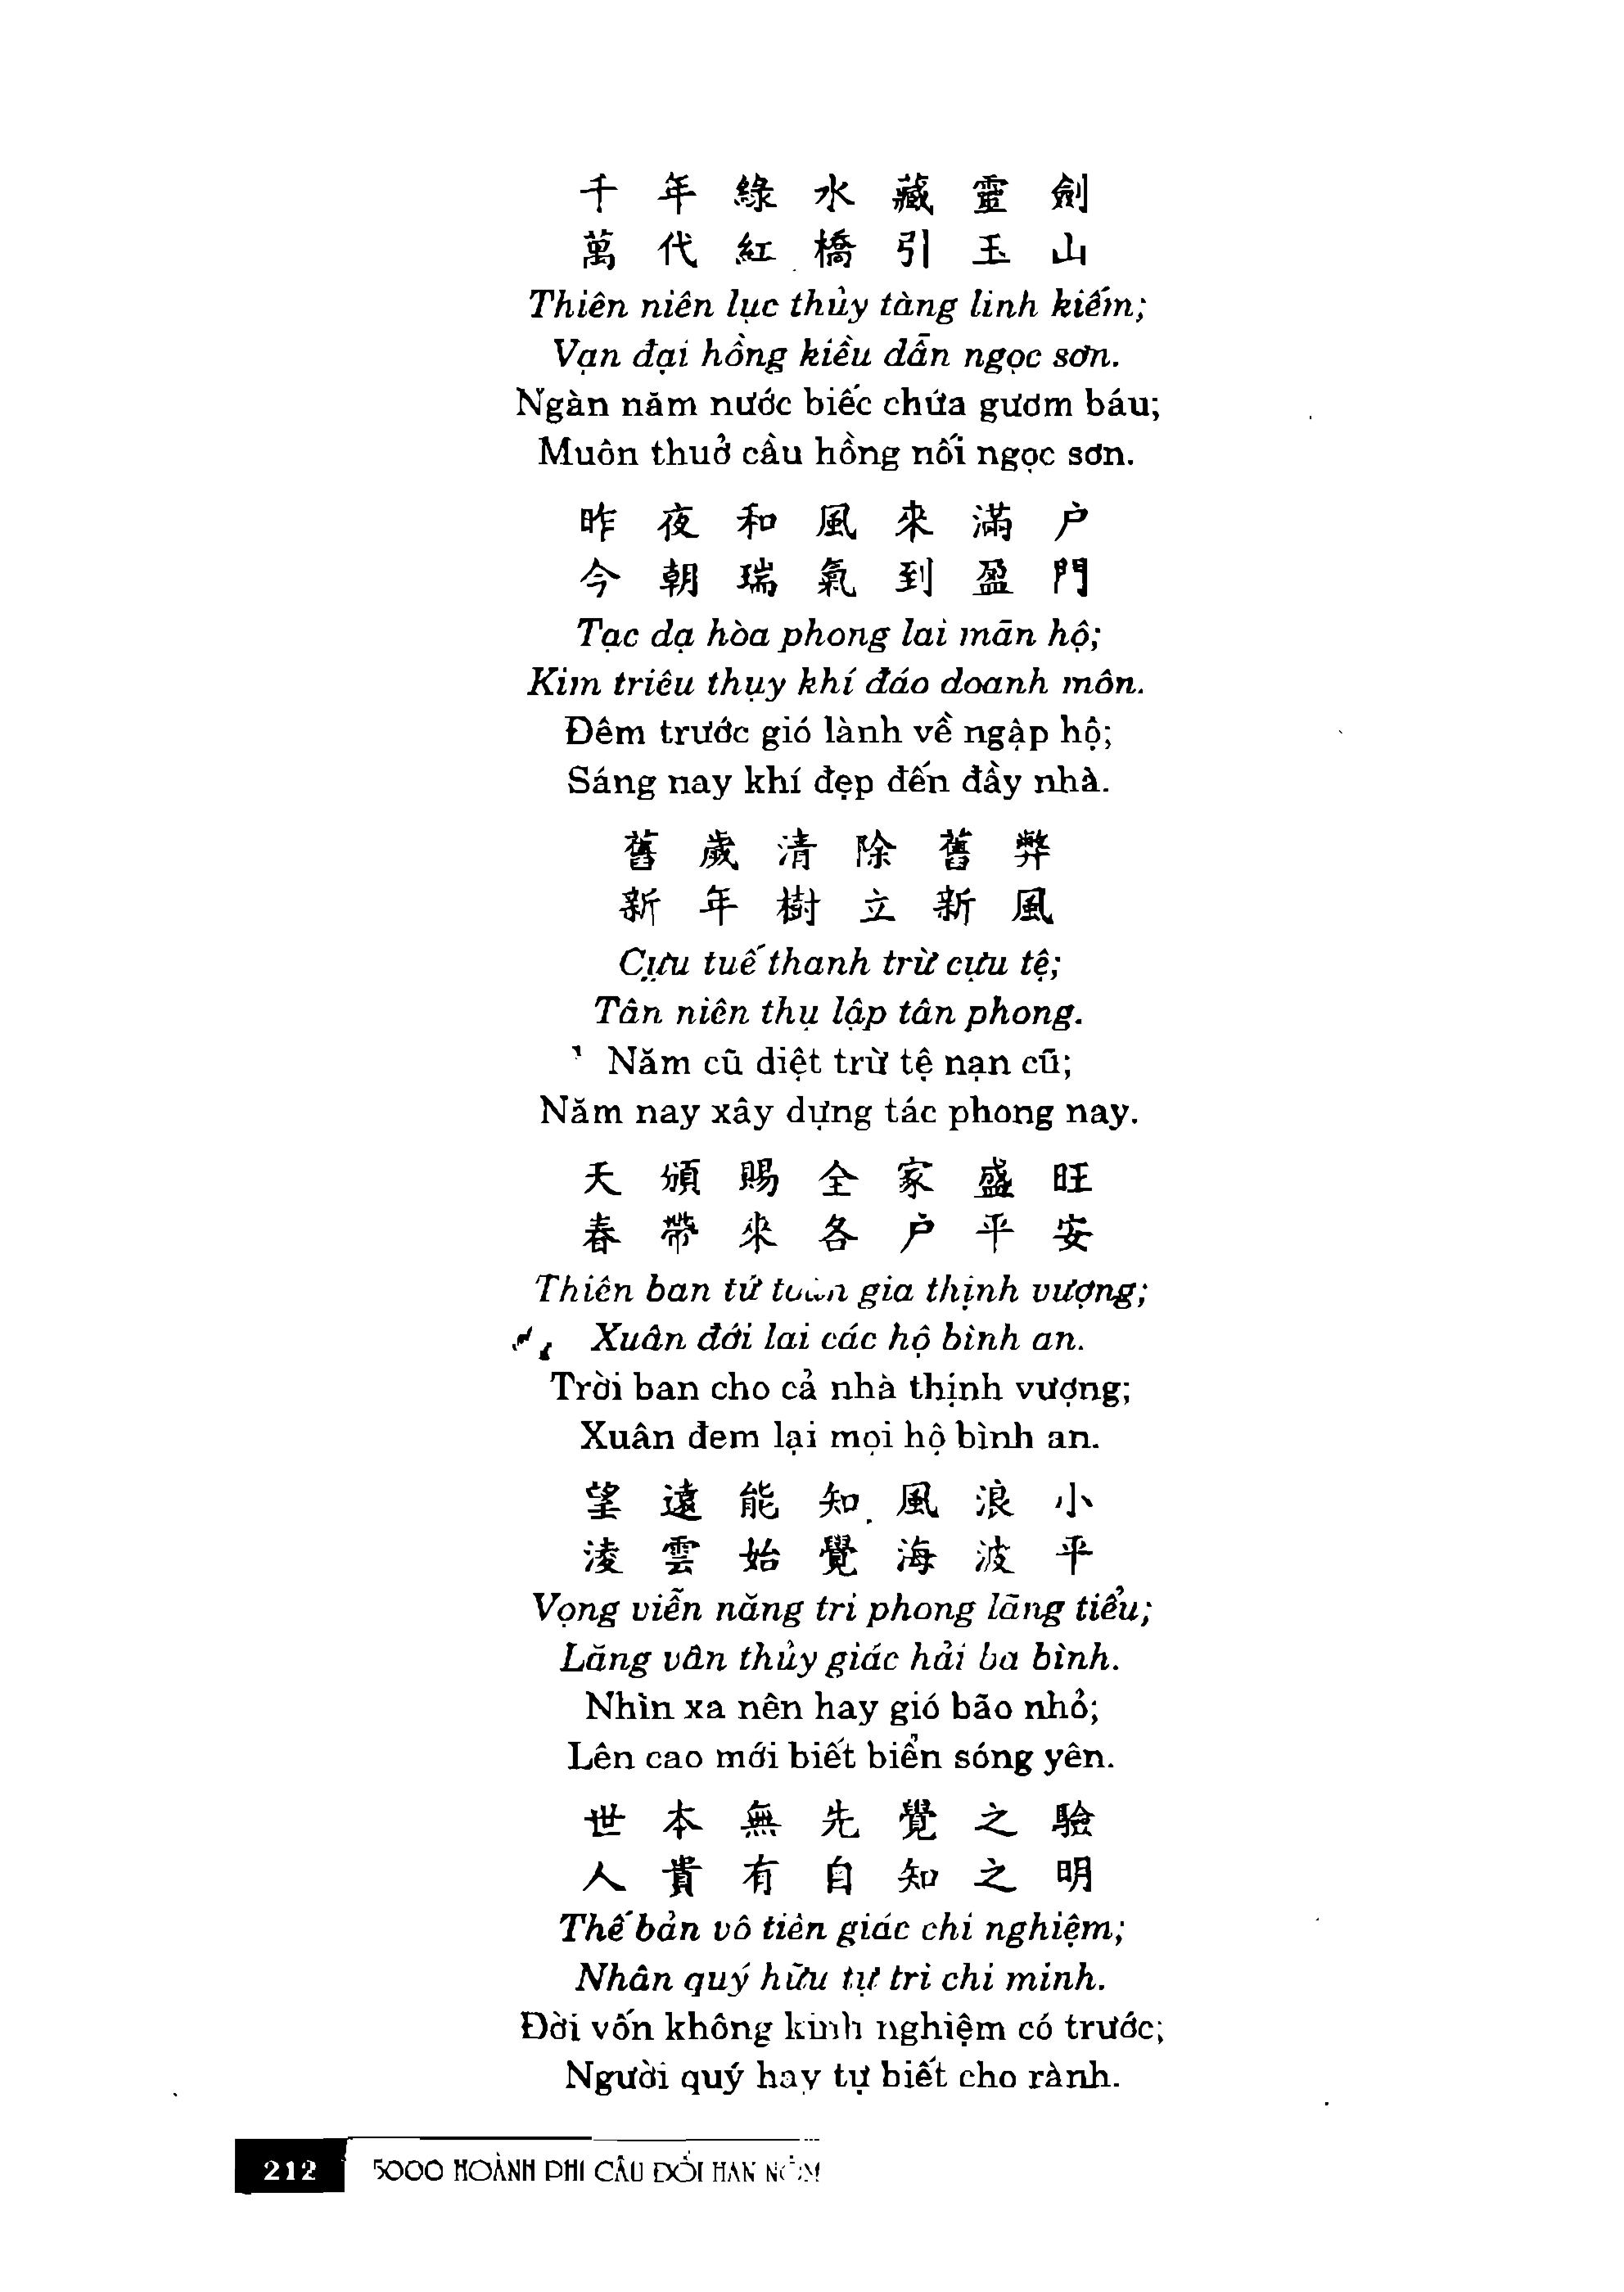 千年綠水藏靈劍
萬代紅橋引玉山
Thiên niên lục thủy tàng linh kiếm;
Vạn đại hồng kiều dẫn ngọc sơn.
Ngàn năm nước biếc chứa gươm báu;
Muôn thuở cầu hồng nối ngọc sơn.
昨夜和風來滿户
今朝瑞氣到盈門
Tạc dạ hòa phong lai mãn hộ;
Kim triêu thụy khí đáo doanh môn.
Đêm trước gió lành về ngập hộ;
Sáng nay khí đẹp đến đầy nhà.
舊歲清除舊弊
新年樹立新風
Cựu tuế thanh trừ cựu tệ;
Tân niên thụ lập tân phong.
Năm cũ diệt trừ tệ nạn cũ;
Năm nay xây dựng tác phong nay.
天頒賜全家盛旺
春帶來各户平安
Thiên ban tứ toàn gia thịnh vượng;
Xuân đới lai các hộ bình an.
Trời ban cho cả nhà thịnh vượng;
Xuân đem lại mọi hộ bình an.
望遠能知風浪小
淩雲始覺海波平
Vọng viễn năng tri phong lãng tiểu;
Lăng vân thủy giác hải ba bình.
Nhìn xa nên hay gió bão nhỏ;
Lên cao mới biết biển sóng yên.
世本無先覺之驗
人貴有自知之明
Thế bản vô tiên giác chi nghiệm;
Nhân quý hữu tự tri chi minh.
Đời vốn không kinh nghiệm có trước;
Người quý hay tự biết cho rành.
212 5000 HOÀNH PHI CÂU ĐỐI HÁN NÔM